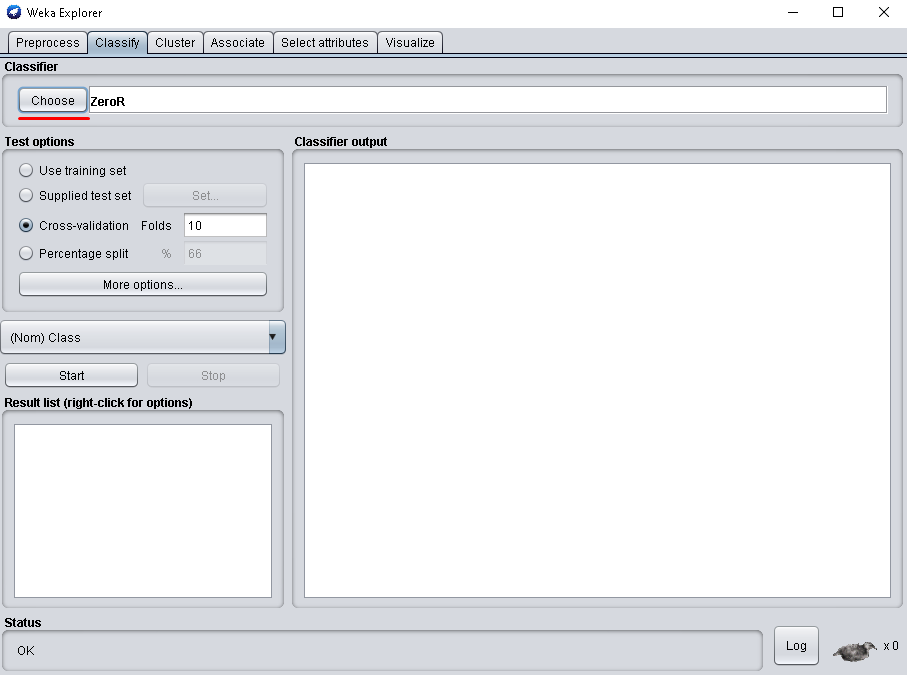 Weka Explorer
Preprocess Classify Cluster Associate Select attributes Visualize
Classifier
Choose ZeroR
Test options
Use training set
Supplied test set Set...
Cross-validation Folds 10
Percentage split % 66
More options...
(Nom) Class
Start Stop
Result list (right-click for options)
Classifier output
Status
OK
Log x 0